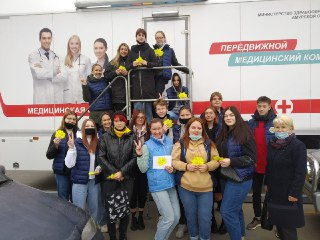 МИНИСТЕРСТВО ЗДРАВООХРАНЕНИЯ
АМУРСКОЙ
ПЕРЕДВИЖНОЙ
МЕДИЦИНСКИЙ КОМ
МЕДИЦИНСКАЯ